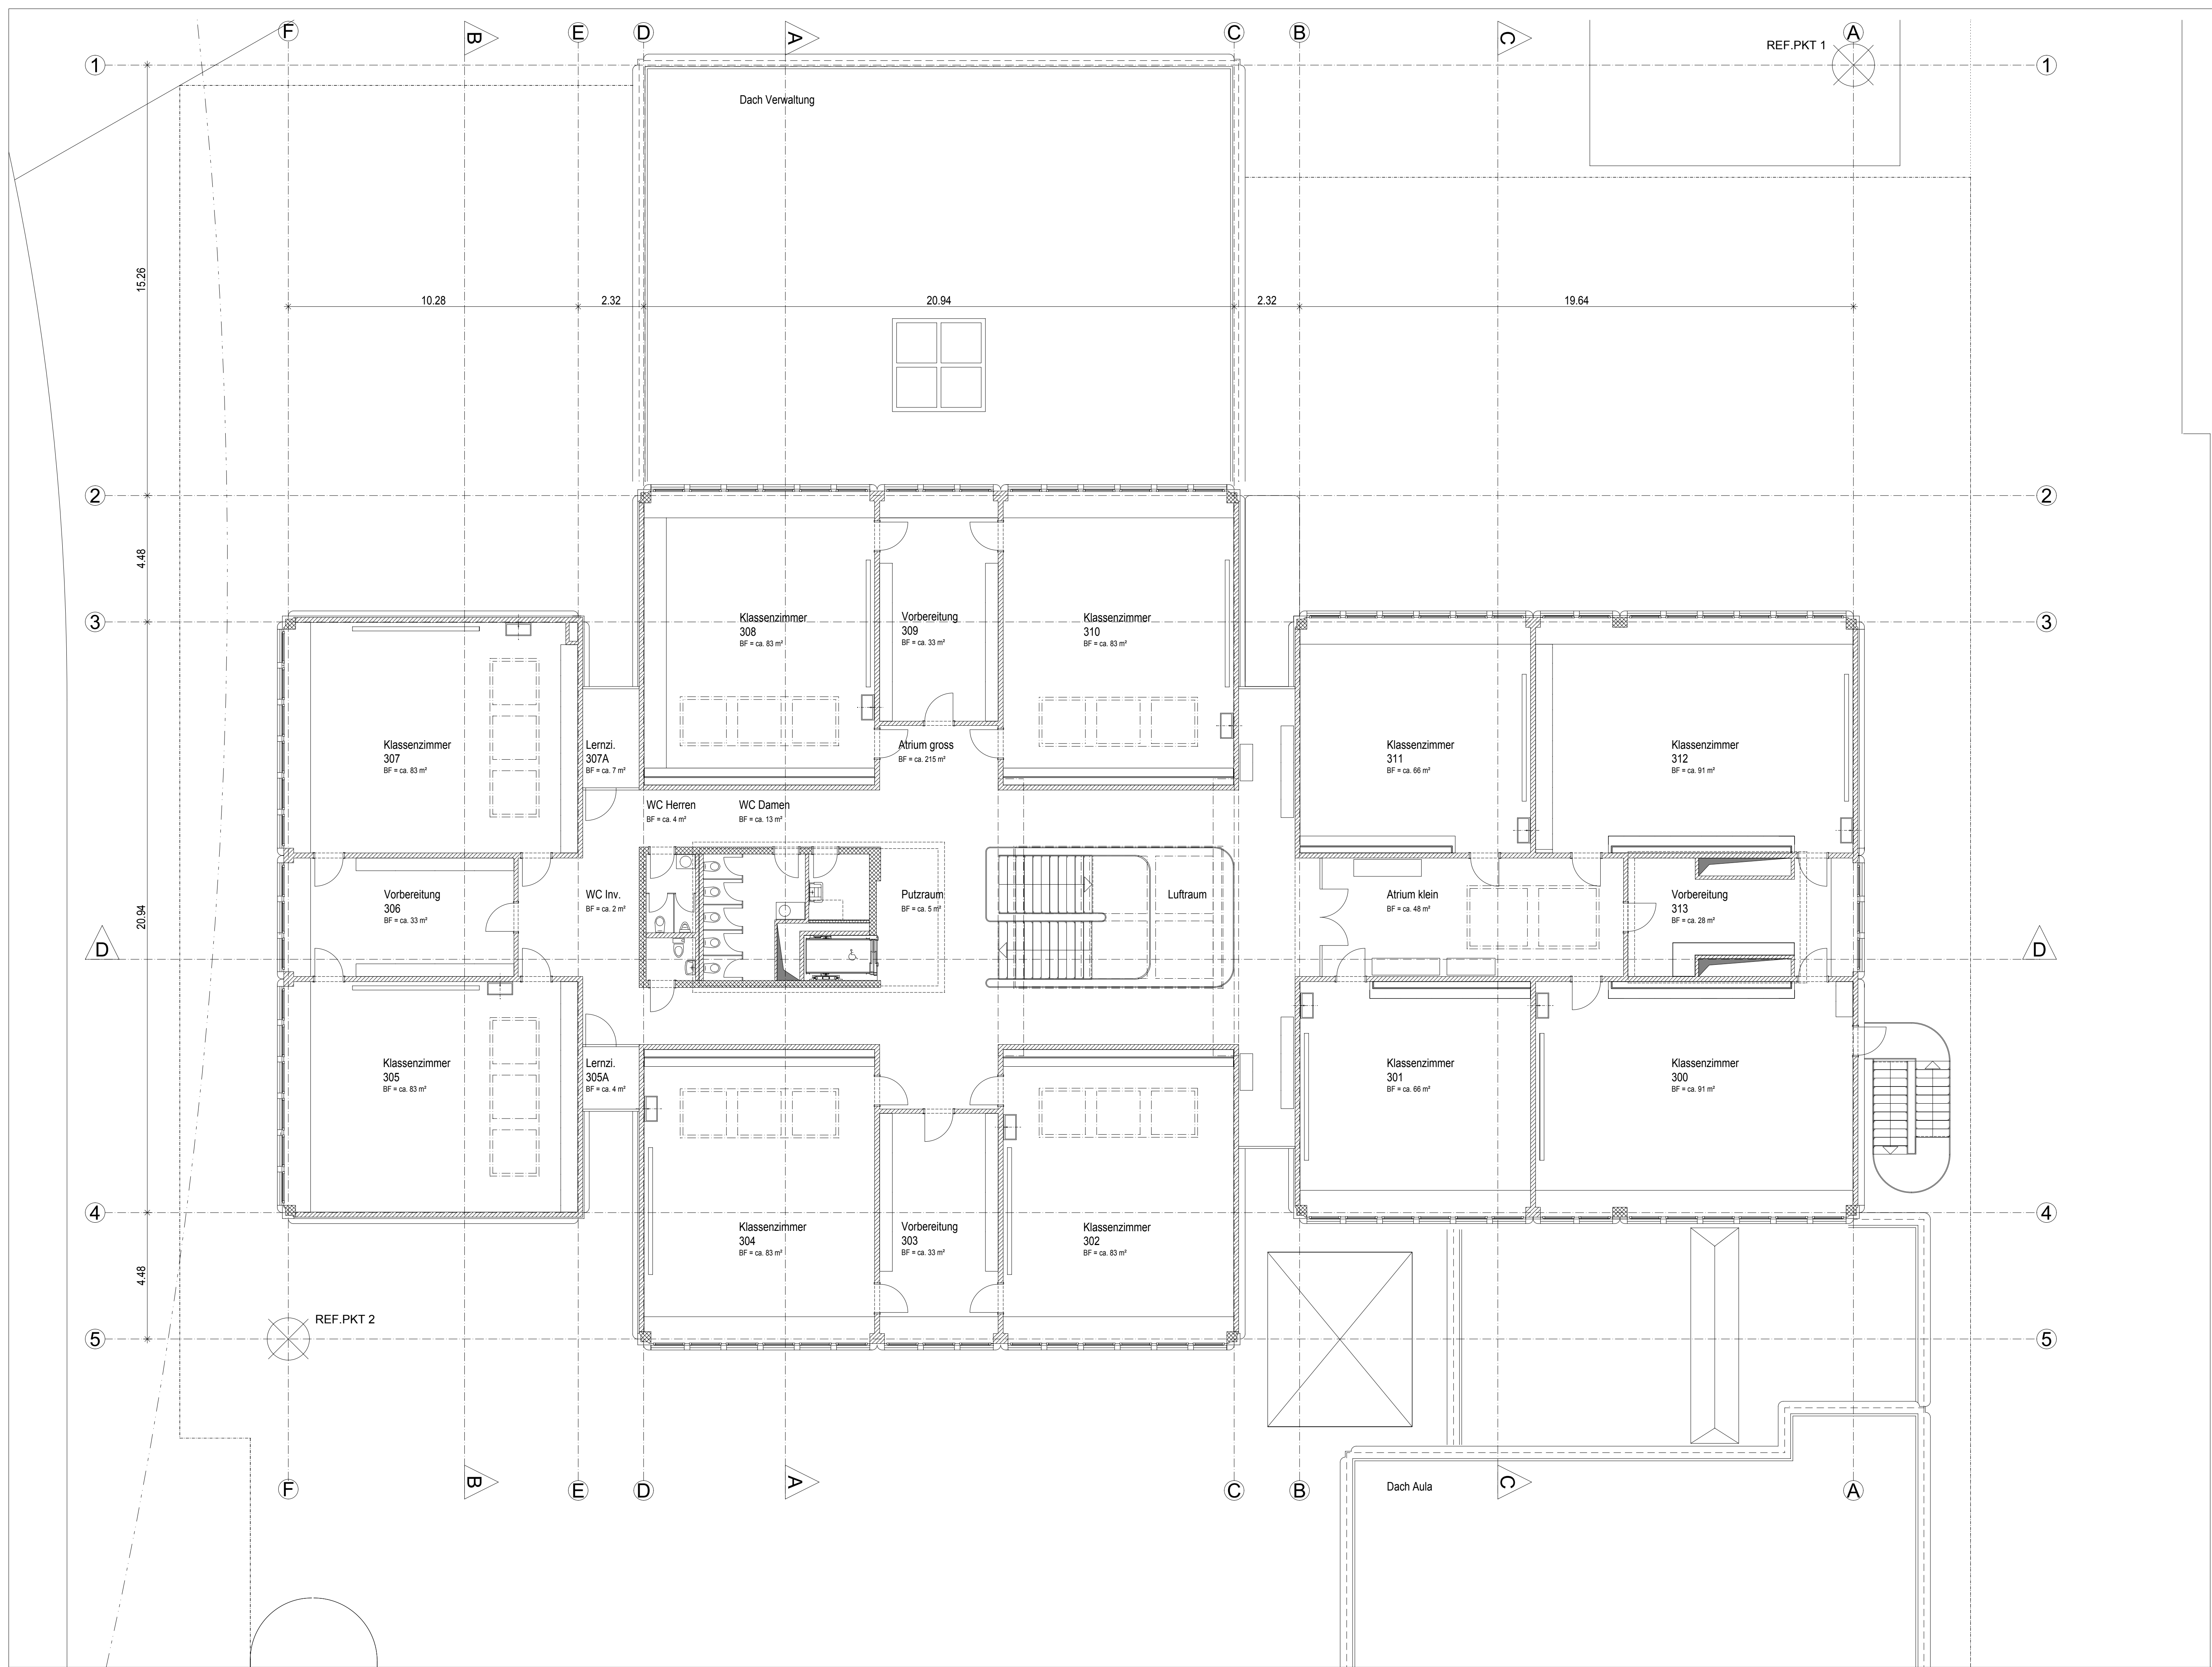 F
B
E
D
A
C
B
C
A
REF.PKT 1
1
1
Dach Verwaltung
15.26
10.28
2.32
20.94
2.32
19.64
2
2
4.48
3
3
Klassenzimmer
308
BF = ca. 83 m²
Vorbereitung
309
BF = ca. 33 m²
Klassenzimmer
310
BF = ca. 83 m²
Klassenzimmer
307
BF = ca. 83 m²
Lernzi.
307A
BF = ca. 7 m²
Atrium gross
BF = ca. 215 m²
Klassenzimmer
311
BF = ca. 66 m²
Klassenzimmer
312
BF = ca. 91 m²
WC Herren
BF = ca. 4 m²
WC Damen
BF = ca. 13 m²
20.94
Vorbereitung
306
BF = ca. 33 m²
WC Inv.
BF = ca. 2 m²
Putzraum
BF = ca. 5 m²
Luftraum
Atrium klein
BF = ca. 48 m²
Vorbereitung
313
BF = ca. 28 m²
D
D
Klassenzimmer
305
BF = ca. 83 m²
Lernzi.
305A
BF = ca. 4 m²
Klassenzimmer
301
BF = ca. 66 m²
Klassenzimmer
300
BF = ca. 91 m²
4
4
Klassenzimmer
304
BF = ca. 83 m²
Vorbereitung
303
BF = ca. 33 m²
Klassenzimmer
302
BF = ca. 83 m²
4.48
REF.PKT 2
5
5
F
B
E
D
A
C
B
C
A
Dach Aula